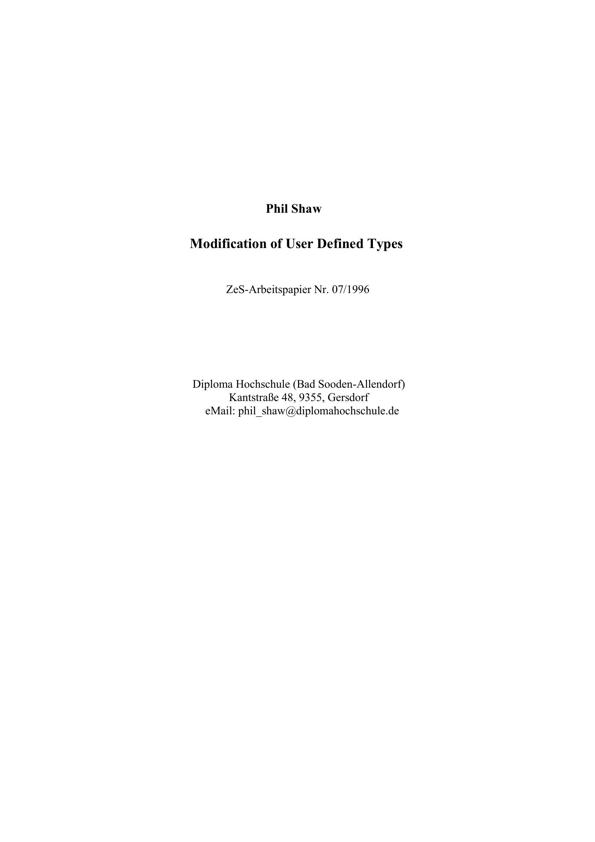 Phil Shaw
Modification of User Defined Types
ZeS-Arbeitspapier Nr. 07/1996
Diploma Hochschule (Bad Sooden-Allendorf)
Kantstraße 48, 9355, Gersdorf
eMail: phil_shaw@diplomahochschule.de